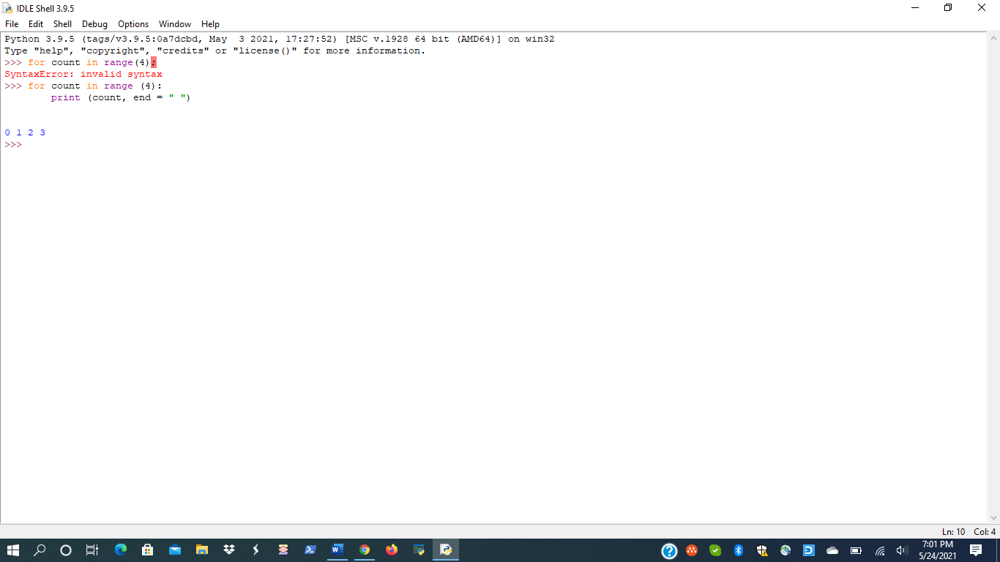 IDLE Shell 3.9.5
File Edit Shell Debug Options Window Help
Python 3.9.5 (tags/v3.9.5:0a7dcbd, May  3 2021, 17:27:52) [MSC v.1928 64 bit (AMD64)] on win32
Type "help", "copyright", "credits" or "license()" for more information.
>>> for count in range(4);
SyntaxError: invalid syntax
>>> for count in range (4):
        print (count, end = " ")
0 1 2 3
>>>
Ln: 10 Col: 4
7:01 PM
5/24/2021